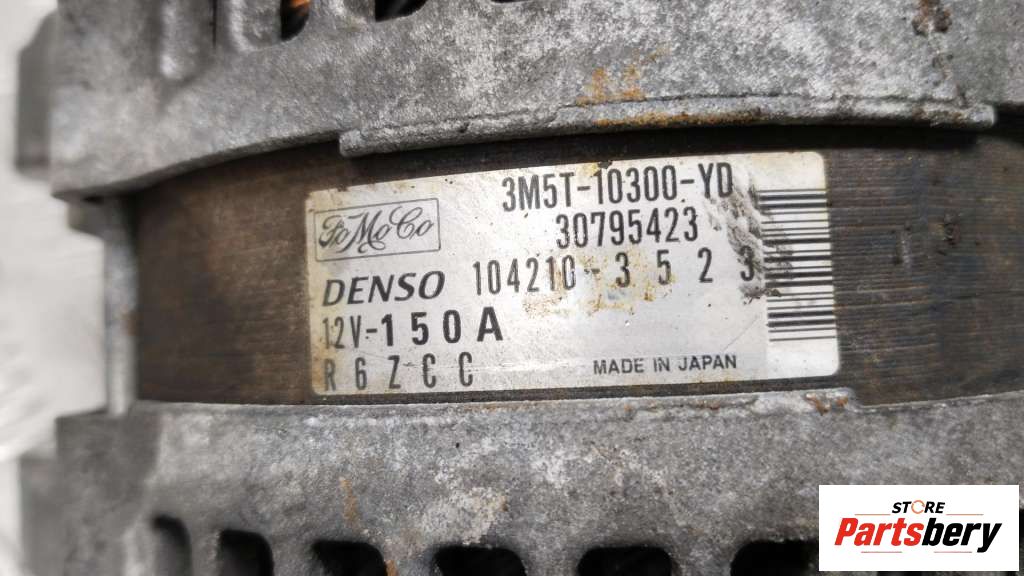 3M5T-10300-YD
FoMoCo
30795423
DENSO 104210-3523
12V-150A
R6ZCC MADE IN JAPAN
STORE
Partsbery